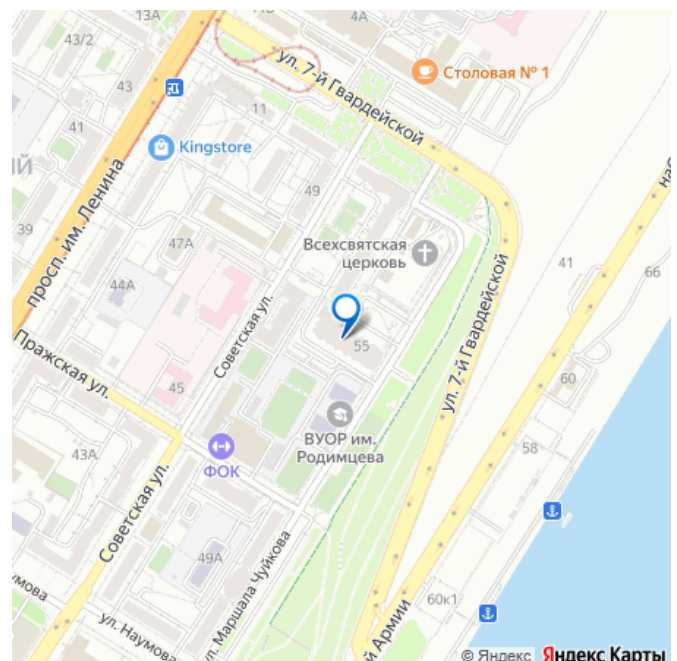 43/2
4А
ул. 7-й Гвардейской
Столовая № 1
43
11
41
Kingstore
просп. им. Ленина
49
39
47А
Всехсвятская
церковь
41
66
44А
Советская ул.
ул. 7-й Гвардейской
55
Пражская ул.
60
45
ВУОР им.
Родимцева
58
43А
ФОК
Советская ул.
49А
ул. Маршала Чуйкова
60к1
ул. Наумова
й Армии
© Яндекс Яндекс Карты